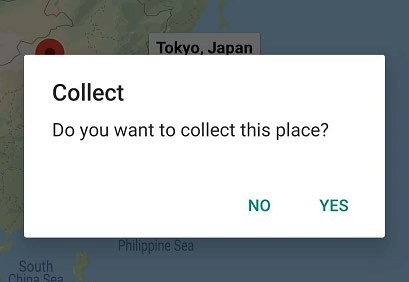 Tokyo, Japan
Collect
Do you want to collect this place?
NO YES
Philippine Sea
South
China Sea